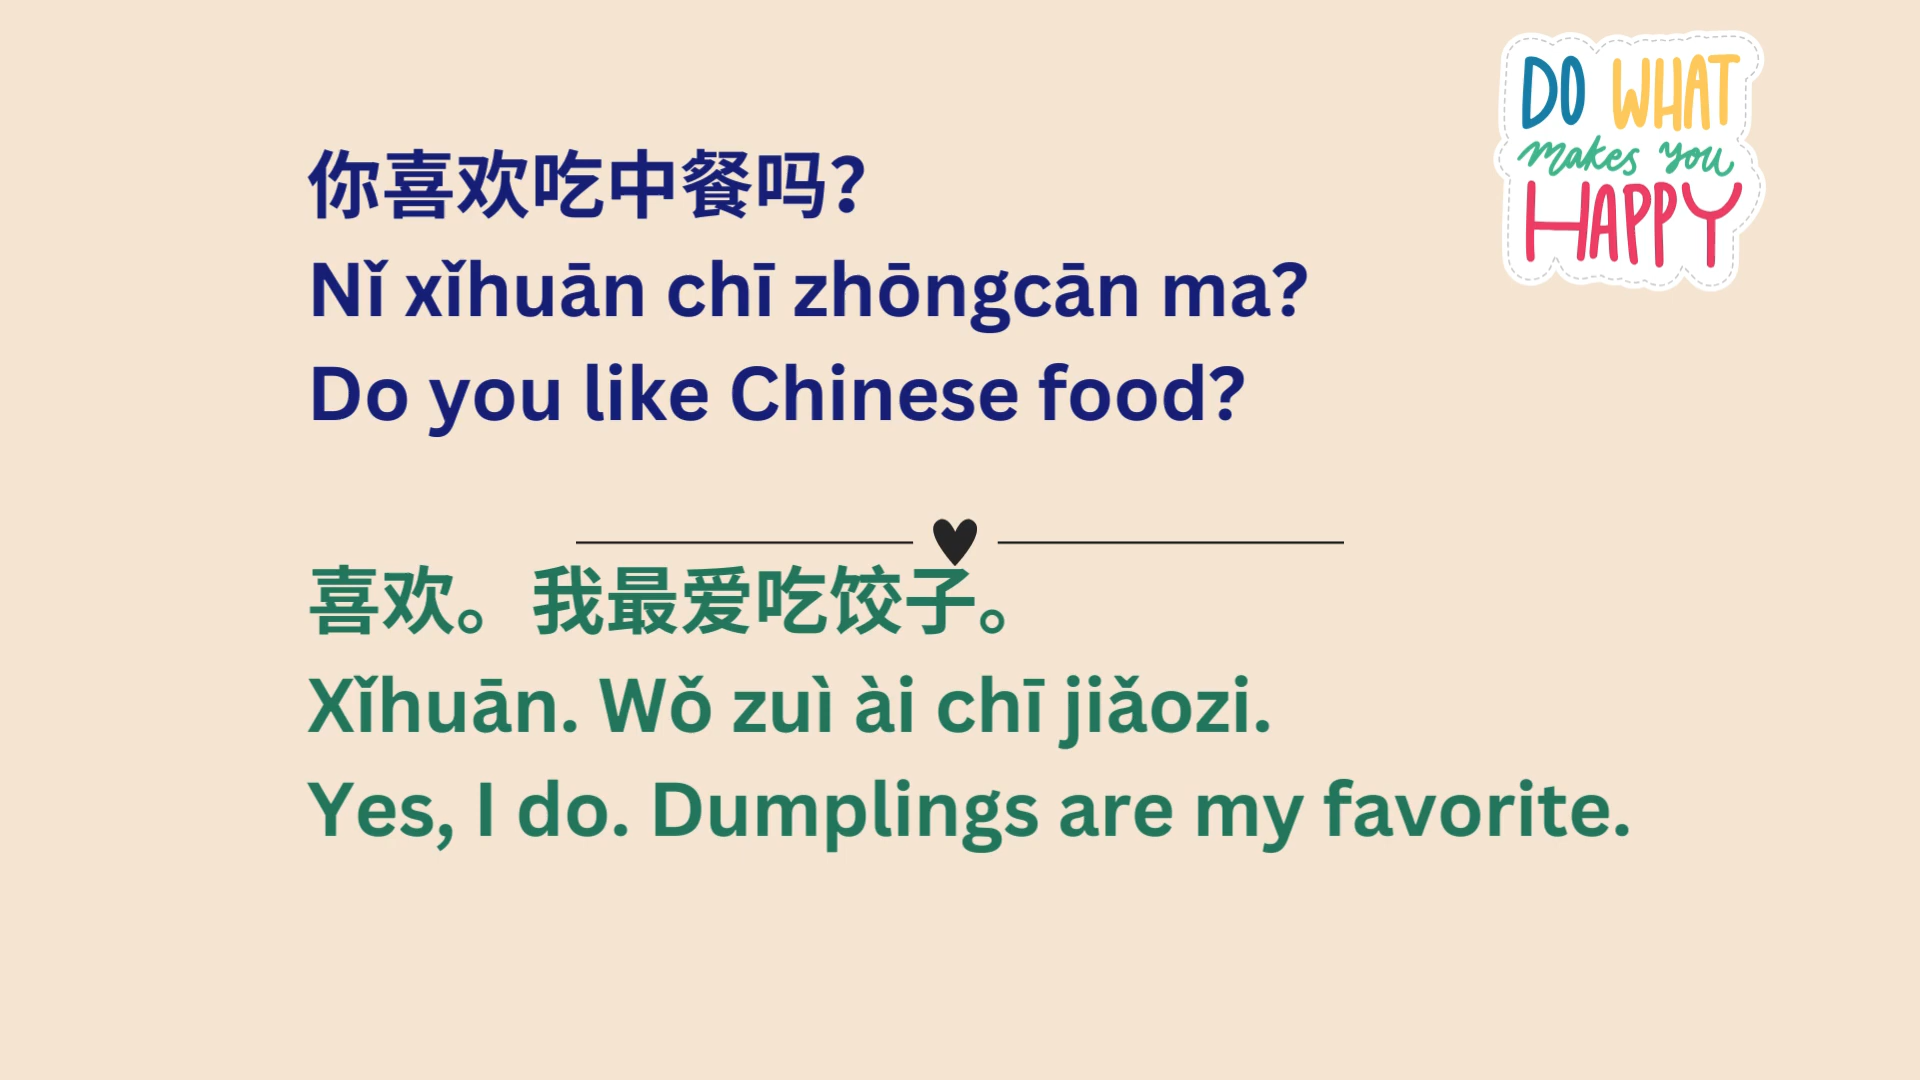 你喜欢吃中餐吗？
Nǐ xǐhuān chī zhōngcān ma?
Do you like Chinese food?
喜欢。我最爱吃饺子。
Xǐhuān. Wǒ zuì ài chī jiǎozi.
Yes, I do. Dumplings are my favorite.
DO WHAT
makes you
HAPPY